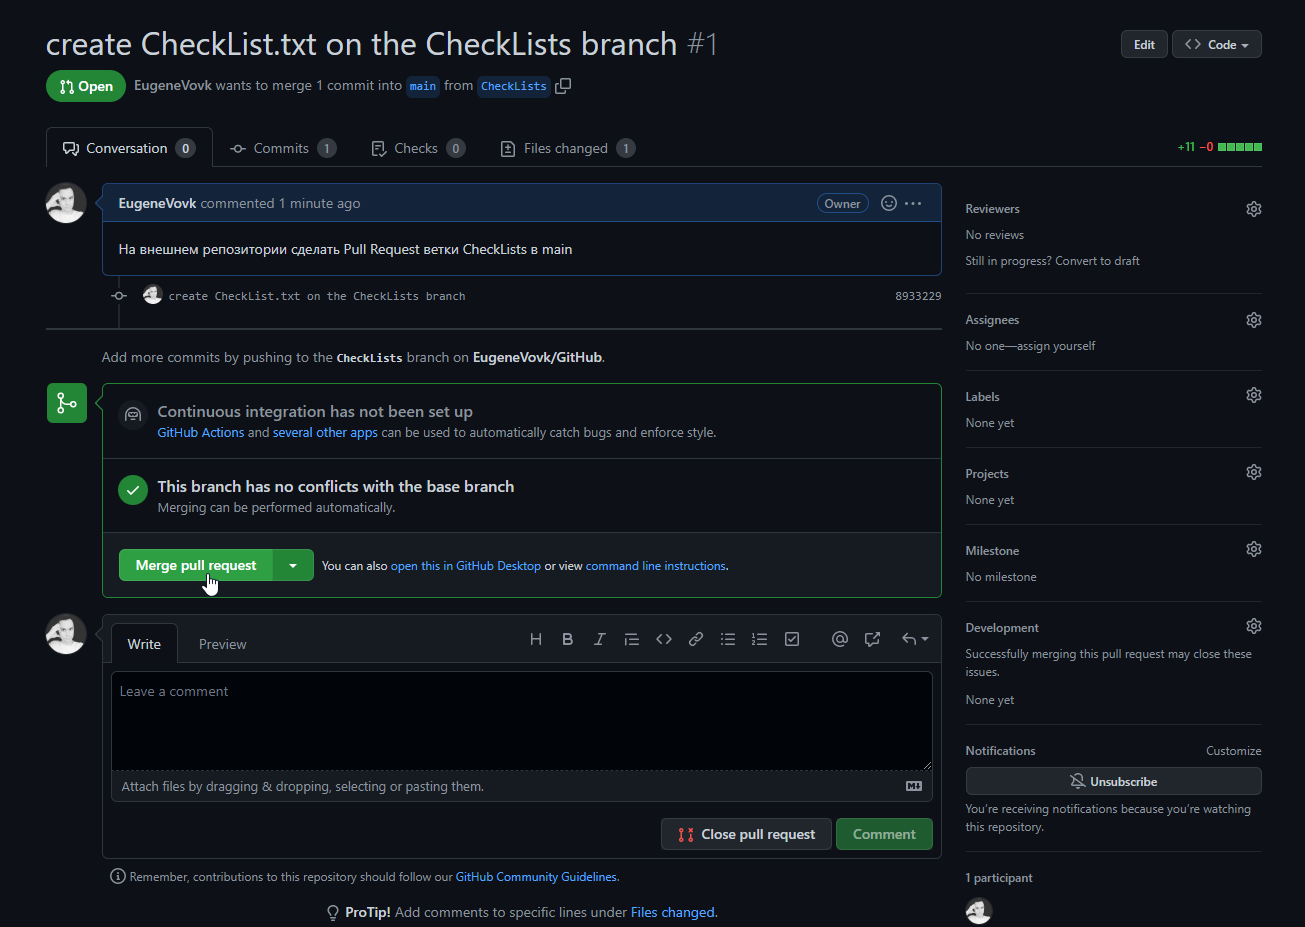 create CheckList.txt on the CheckLists branch #1
Edit
Code
Open
EugeneVovk wants to merge 1 commit into main from CheckLists
Conversation 0
Commits 1
Checks 0
Files changed 1
+11 −0
EugeneVovk commented 1 minute ago
Owner
На внешнем репозитории сделать Pull Request ветки CheckLists в main
create CheckList.txt on the CheckLists branch
8933229
Add more commits by pushing to the CheckLists branch on EugeneVovk/GitHub.
Continuous integration has not been set up
GitHub Actions and several other apps can be used to automatically catch bugs and enforce style.
This branch has no conflicts with the base branch
Merging can be performed automatically.
Merge pull request
You can also open this in GitHub Desktop or view command line instructions.
Write
Preview
Leave a comment
Attach files by dragging & dropping, selecting or pasting them.
Close pull request
Comment
Remember, contributions to this repository should follow our GitHub Community Guidelines.
ProTip! Add comments to specific lines under Files changed.
Reviewers
No reviews
Still in progress? Convert to draft
Assignees
No one—assign yourself
Labels
None yet
Projects
None yet
Milestone
No milestone
Development
Successfully merging this pull request may close these
issues.
None yet
Notifications
Customize
Unsubscribe
You're receiving notifications because you're watching
this repository.
1 participant